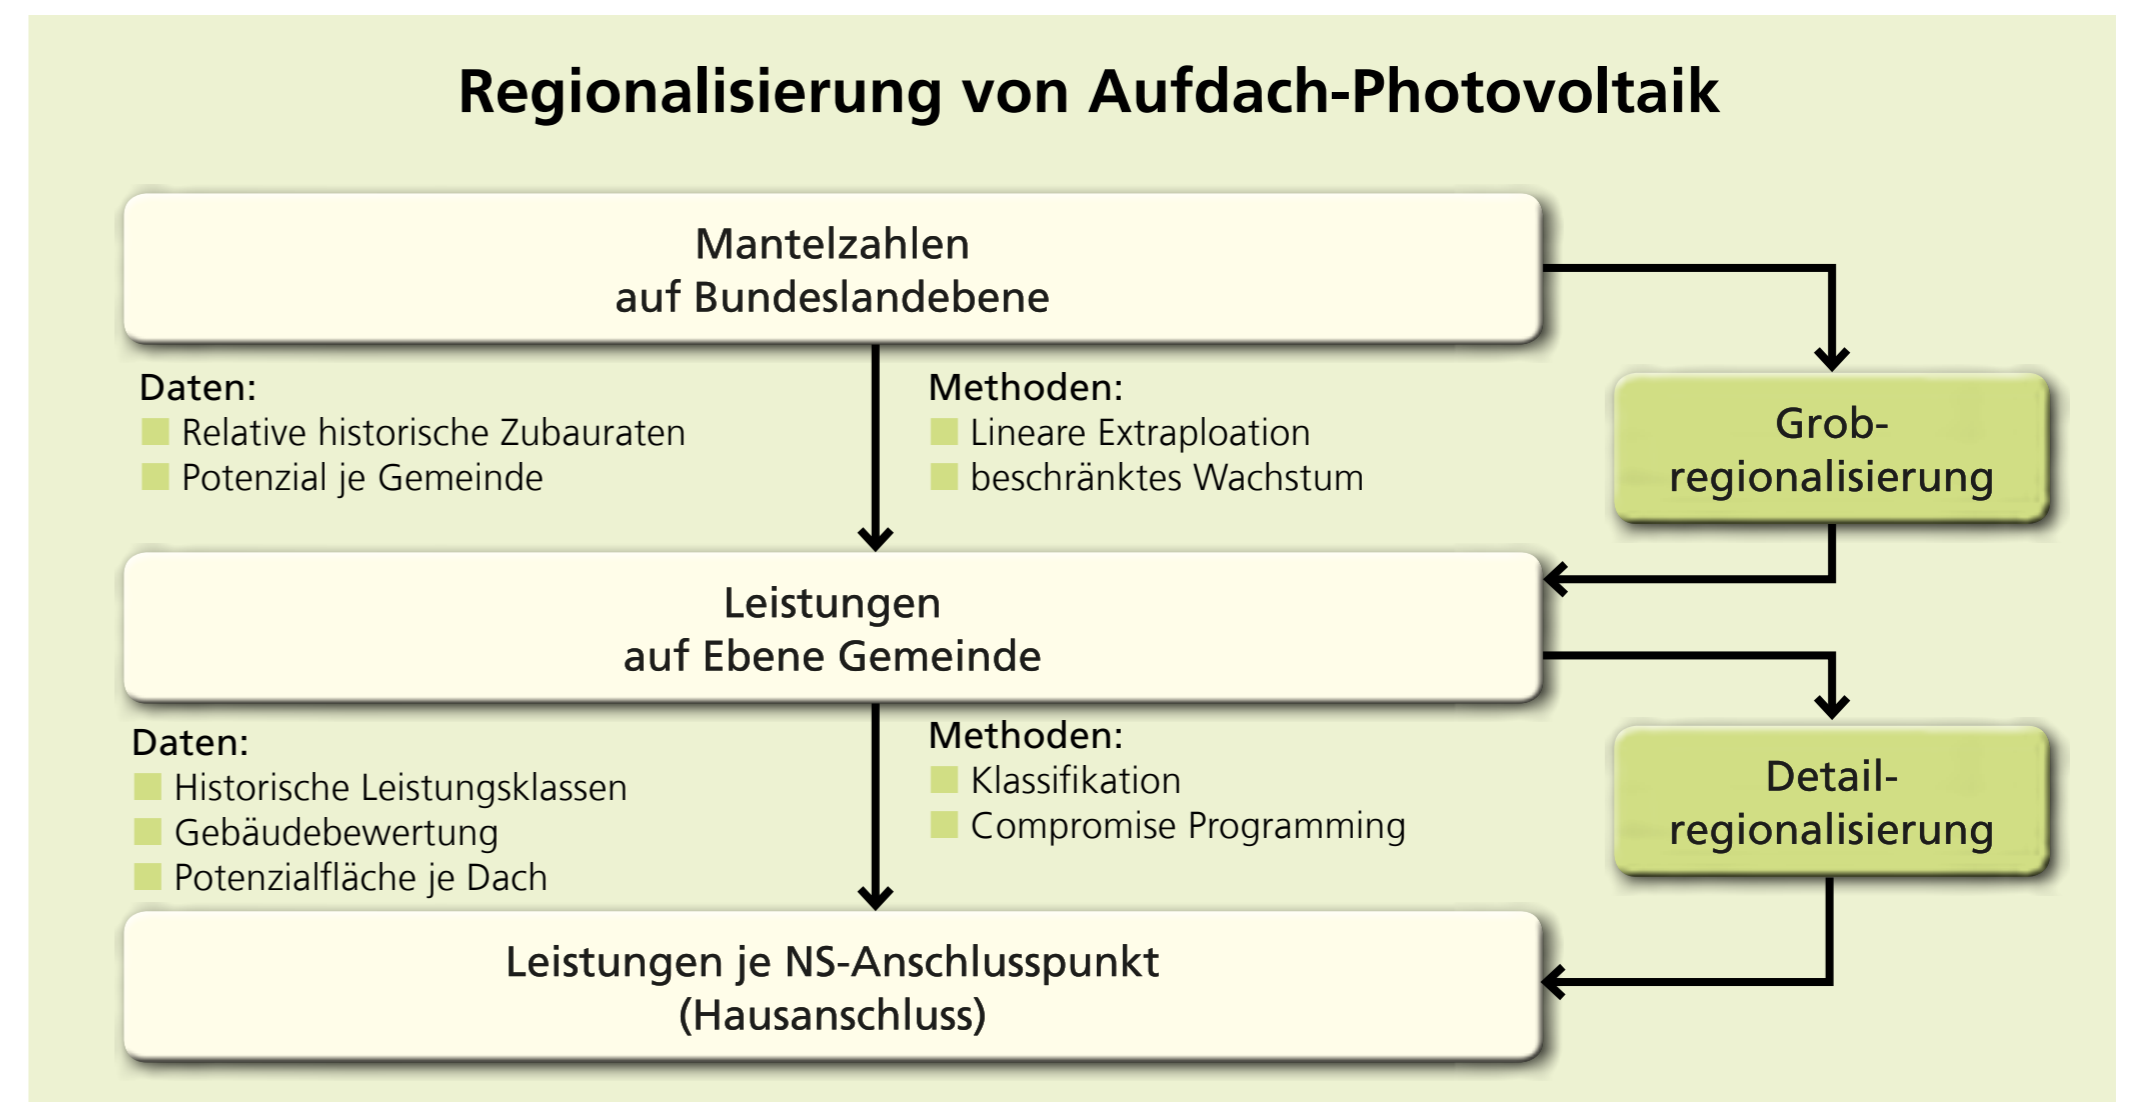 Regionalisierung von Aufdach-Photovoltaik
Mantelzahlen
auf Bundeslandebene
Daten:
Relative historische Zubauraten
Potenzial je Gemeinde
Methoden:
Lineare Extraploation
beschränktes Wachstum
Grob-
regionalisierung
Leistungen
auf Ebene Gemeinde
Daten:
Historische Leistungsklassen
Gebäudebewertung
Potenzialfläche je Dach
Methoden:
Klassifikation
Compromise Programming
Detail-
regionalisierung
Leistungen je NS-Anschlusspunkt
(Hausanschluss)